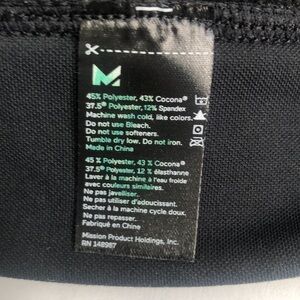 M
45% Polyester, 43% Cocona®
37.5® Polyester, 12% Spandex
Machine wash cold, like colors.
Do not use Bleach.
Do not use softeners.
Tumble dry low. Do not iron.
Made in China
45 % Polyester, 43 % Cocona®
37.5® Polyester, 12 % élasthanne
Laver à la machine à l'eau froide
avec couleurs similaires.
Ne pas javelliser.
Ne pas utiliser d'adoucissant.
Secher à la machine cycle doux.
Ne pas repasser.
Fabriqué en China
Mission Product Holdings, Inc.
RN 148987